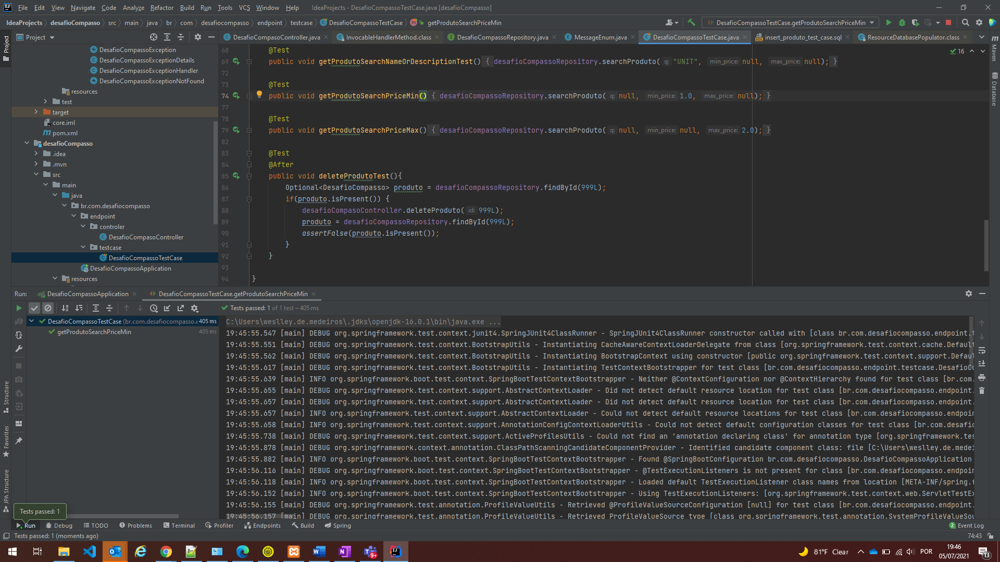 File Edit View Navigate Code Analyze Refactor Build Run Tools VCS Window Help IdeaProjects - DesafioCompassoTestCase.java [desafioCompasso]
IdeaProjects desafioCompasso src main java br com desafiocompasso endpoint testcase DesafioCompassoTestCase getProdutoSearchPriceMin DesafioCompassoTestCase.getProdutoSearchPriceMin
Project
DesafioCompasoController.java InvocableHandlerMethod.class DesafioCompassoRepository.java MessageEnum.java DesafioCompassoTestCase.java insert_produto_test_case.sql ResourceDatabasePopulator.class
Project
Structure
Favorites
JPA Structure
Maven
Database
DesafioCompassoException
DesafioCompassoExceptionDetails
DesafioCompassoExceptionHandler
DesafioCompassoExceptionNotFound
resources
test
target
core.iml
pom.xml
desafioCompasso
.idea
.mvn
src
main
java
br.com.desafiocompasso
endpoint
controler
DesafioCompasoController
testcase
DesafioCompassoTestCase
DesafioCompassoApplication
resources
16
68 @Test
69 public void getProdutoSearchNameOrDescriptionTest() { desafioCompassoRepository.searchProduto( q: "UNIT", min_price: null, max_price: null); }
72
73 @Test
74 public void getProdutoSearchPriceMin() { desafioCompassoRepository.searchProduto( q: null, min_price: 1.0, max_price: null); }
77
78 @Test
79 public void getProdutoSearchPriceMax() { desafioCompassoRepository.searchProduto( q: null, min_price: null, max_price: 2.0); }
82
83 @Test
84 @After
85 public void deleteProdutoTest(){
86 Optional<DesafioCompasso> produto = desafioCompassoRepository.findById(999L);
87 if(produto.isPresent()) {
88 desafioCompasoController.deleteProduto( id: 999L);
89 produto = desafioCompassoRepository.findById(999L);
90 assertFalse(produto.isPresent());
91 }
92 }
93
94 }
Run: DesafioCompassoApplication DesafioCompassoTestCase.getProdutoSearchPriceMin
Tests passed: 1 of 1 test – 405 ms
DesafioCompassoTestCase (br.com.desafiocompasso.e 405 ms
getProdutoSearchPriceMin 405 ms
C:\Users\weslley.de.medeiros\.jdks\openjdk-16.0.1\bin\java.exe ...
19:45:55.547 [main] DEBUG org.springframework.test.context.junit4.SpringJUnit4ClassRunner - SpringJUnit4ClassRunner constructor called with [class br.com.desafiocompasso.endpoint.t
19:45:55.551 [main] DEBUG org.springframework.test.context.BootstrapUtils - Instantiating CacheAwareContextLoaderDelegate from class [org.springframework.test.context.cache.Default
19:45:55.562 [main] DEBUG org.springframework.test.context.BootstrapUtils - Instantiating BootstrapContext using constructor [public org.springframework.test.context.support.Defaul
19:45:55.617 [main] DEBUG org.springframework.test.context.BootstrapUtils - Instantiating TestContextBootstrapper for test class [br.com.desafiocompasso.endpoint.testcase.DesafioCo
19:45:55.639 [main] INFO org.springframework.boot.test.context.SpringBootTestContextBootstrapper - Neither @ContextConfiguration nor @ContextHierarchy found for test class [br.com.
19:45:55.655 [main] DEBUG org.springframework.test.context.support.AbstractContextLoader - Did not detect default resource location for test class [br.com.desafiocompasso.endpoint.
19:45:55.657 [main] DEBUG org.springframework.test.context.support.AbstractContextLoader - Did not detect default resource location for test class [br.com.desafiocompasso.endpoint.
19:45:55.657 [main] INFO org.springframework.test.context.support.AbstractContextLoader - Could not detect default resource locations for test class [br.com.desafiocompasso.endpoin
19:45:55.658 [main] INFO org.springframework.test.context.support.AnnotationConfigContextLoaderUtils - Could not detect default configuration classes for test class [br.com.desafio
19:45:55.738 [main] DEBUG org.springframework.test.context.support.ActiveProfilesUtils - Could not find an 'annotation declaring class' for annotation type [org.springframework.tes
19:45:55.878 [main] DEBUG org.springframework.context.annotation.ClassPathScanningCandidateComponentProvider - Identified candidate component class: file [C:\Users\weslley.de.medei
19:45:55.882 [main] INFO org.springframework.boot.test.context.SpringBootTestContextBootstrapper - Found @SpringBootConfiguration br.com.desafiocompasso.DesafioCompassoApplication
19:45:56.116 [main] DEBUG org.springframework.boot.test.context.SpringBootTestContextBootstrapper - @TestExecutionListeners is not present for class [br.com.desafiocompasso.endpoin
19:45:56.118 [main] INFO org.springframework.boot.test.context.SpringBootTestContextBootstrapper - Loaded default TestExecutionListener class names from location [META-INF/spring.f
19:45:56.152 [main] INFO org.springframework.boot.test.context.SpringBootTestContextBootstrapper - Using TestExecutionListeners: [org.springframework.test.context.web.ServletTestEx
19:45:56.155 [main] DEBUG org.springframework.test.annotation.ProfileValueUtils - Retrieved @ProfileValueSourceConfiguration [null] for test class [br.com.desafiocompasso.endpoint.
19:45:56.157 [main] DEBUG org.springframework.test.annotation.ProfileValueUtils - Retrieved ProfileValueSource type [class org.springframework.test.annotation.SystemProfileValueSou
Tests passed: 1
Run Debug TODO Problems Terminal Profiler Endpoints Build Spring 2 Event Log
Tests passed: 1 (moments ago) 74:43
9+ 81°F Clear POR 19:46
05/07/2021 13